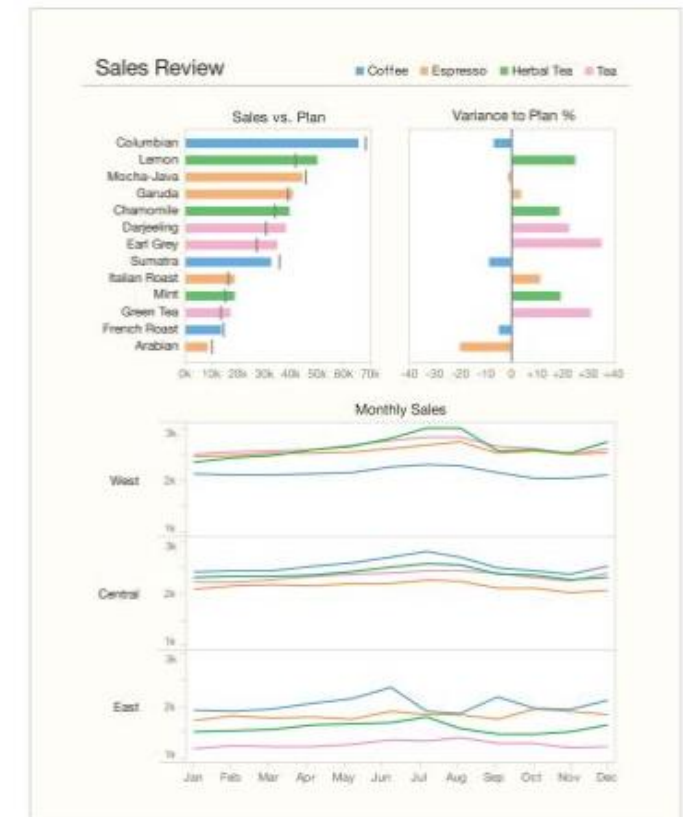 Sales Review
Coffee Espresso Herbal Tea Tea
Sales vs. Plan
Variance to Plan %
Columbian
Lemon
Mocha-Java
Garuda
Chamomile
Darjeeling
Earl Grey
Sumatra
Italian Roast
Mint
Green Tea
French Roast
Arabian
0k 10k 20k 30k 40k 50k 60k 70k
-40 -30 -20 -10 0 +10 +20 +30 +40
Monthly Sales
3k
West 2k
1k
3k
Central 2k
1k
3k
East 2k
1k
Jan Feb Mar Apr May Jun Jul Aug Sep Oct Nov Dec